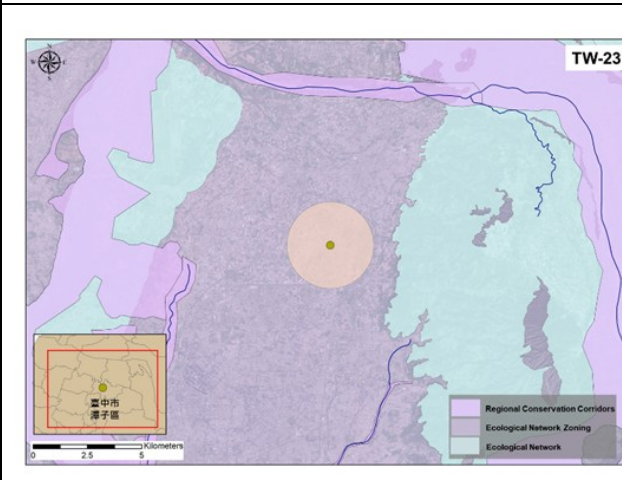 TW-23
N
W
E
S
臺中市
潭子區
Kilometers
0 2.5 5
Regional Conservation Corridors
Ecological Network Zoning
Ecological Network